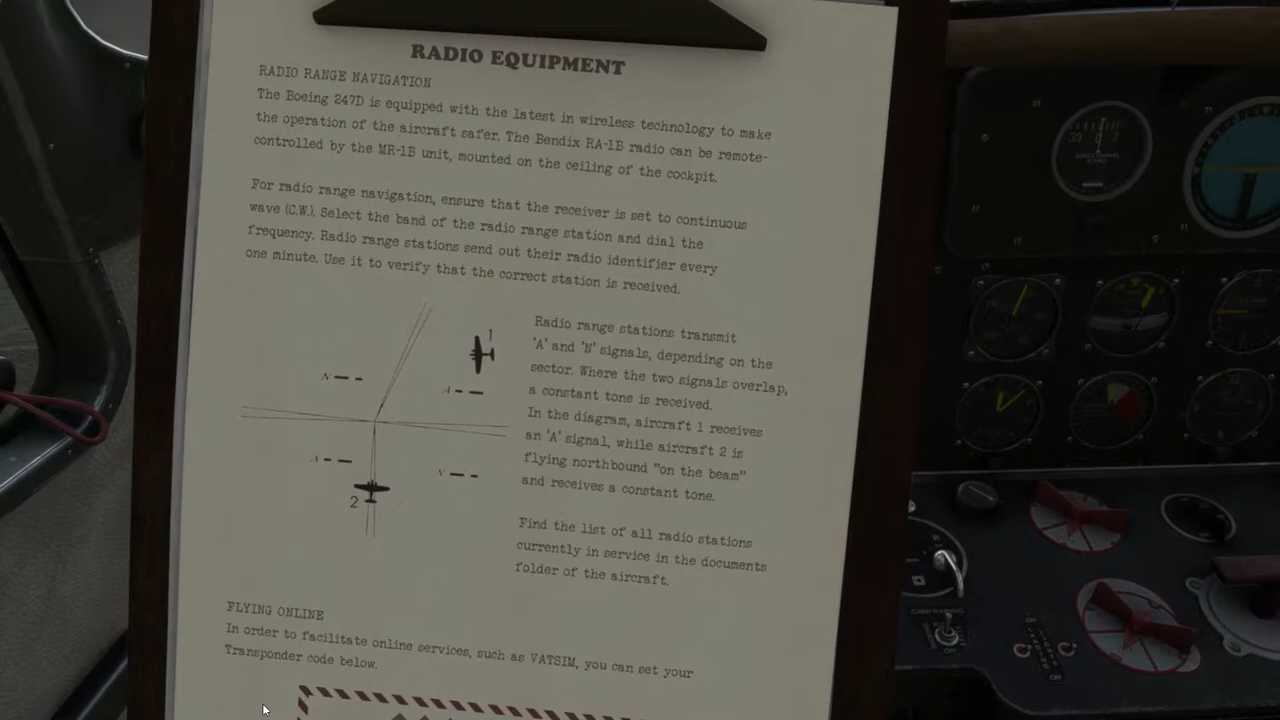 RADIO EQUIPMENT
RADIO RANGE NAVIGATION
The Boeing 247D is equipped with the latest in wireless technology to make
the operation of the aircraft safer. The Bendix RA-1B radio can be remote-
controlled by the MR-1B unit, mounted on the ceiling of the cockpit.
For radio range navigation, ensure that the receiver is set to continuous
wave (C.W.). Select the band of the radio range station and dial the
frequency. Radio range stations send out their radio identifier every
one minute. Use it to verify that the correct station is received.
1
N
A
A
N
2
Radio range stations transmit
'A' and 'N' signals, depending on the
sector. Where the two signals overlap,
a constant tone is received.
In the diagram, aircraft 1 receives
an 'A' signal, while aircraft 2 is
flying northbound "on the beam"
and receives a constant tone.
Find the list of all radio stations
currently in service in the documents
folder of the aircraft.
FLYING ONLINE
In order to facilitate online services, such as VATSIM, you can set your
Transponder code below.